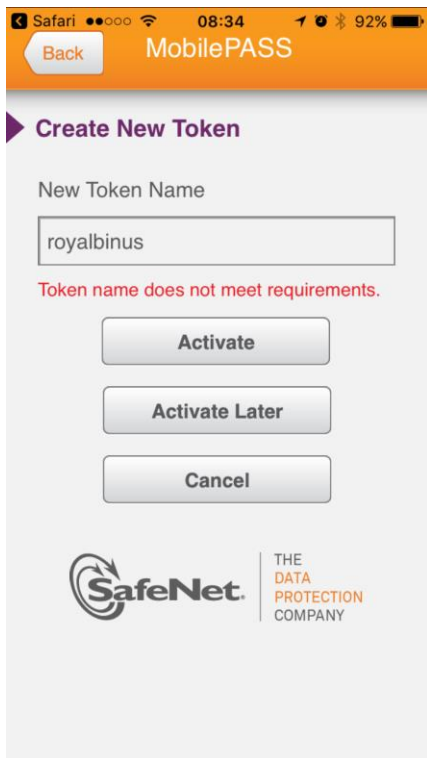 Safari 08:34 92%
Back MobilePASS
Create New Token
New Token Name
royalbinus
Token name does not meet requirements.
Activate
Activate Later
Cancel
SafeNet.
THE
DATA
PROTECTION
COMPANY